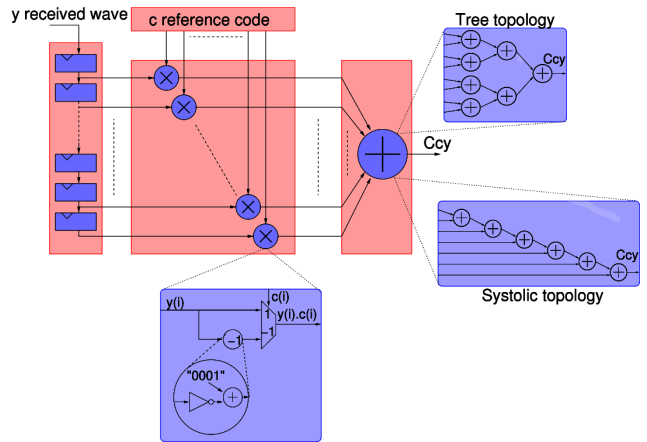 y received wave
c reference code
Tree topology
Ccy
Ccy
Ccy
Systolic topology
c(i)
y(i)
1
y(i).c(i)
-1
-1
"0001"